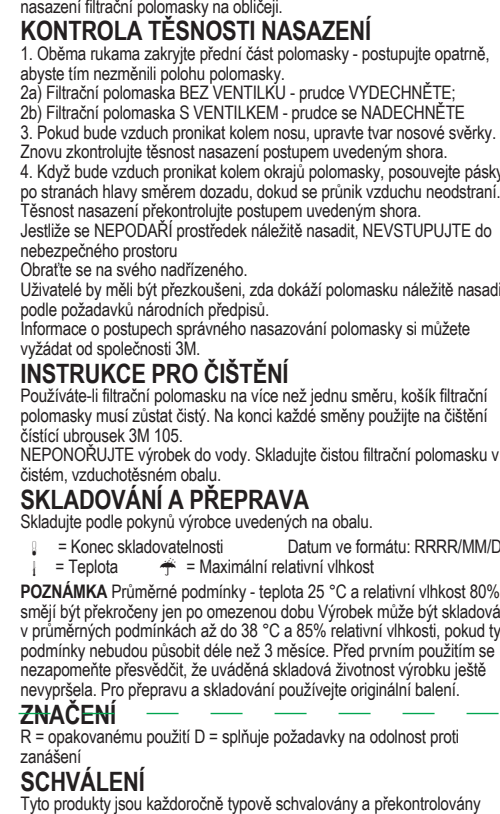 nasazení filtrační polomasky na obličeji.
KONTROLA TĚSNOSTI NASAZENÍ
1. Oběma rukama zakryjte přední část polomasky - postupujte opatrně,
abyste tím nezměnili polohu polomasky.
2a) Filtrační polomaska BEZ VENTILKU - prudce VYDECHNĚTE;
2b) Filtrační polomaska S VENTILKEM - prudce se NADECHNĚTE
3. Pokud bude vzduch pronikat kolem nosu, upravte tvar nosové svěrky.
Znovu zkontrolujte těsnost nasazení postupem uvedeným shora.
4. Když bude vzduch pronikat kolem okrajů polomasky, posouvejte pásky
po stranách hlavy směrem dozadu, dokud se průnik vzduchu neodstraní.
Těsnost nasazení překontrolujte postupem uvedeným shora.
Jestliže se NEPODAŘÍ prostředek náležitě nasadit, NEVSTUPUJTE do
nebezpečného prostoru
Obraťte se na svého nadřízeného.
Uživatelé by měli být přezkoušeni, zda dokáží polomasku náležitě nasadi
podle požadavků národních předpisů.
Informace o postupech správného nasazování polomasky si můžete
vyžádat od společnosti 3M.
INSTRUKCE PRO ČIŠTĚNÍ
Používáte-li filtrační polomasku na více než jednu směru, košík filtrační
polomasky musí zůstat čistý. Na konci každé směny použijte na čištění
čístící ubrousek 3M 105.
NEPONOŘUJTE výrobek do vody. Skladujte čistou filtrační polomasku v
čistém, vzduchotěsném obalu.
SKLADOVÁNÍ A PŘEPRAVA
Skladujte podle pokynů výrobce uvedených na obalu.
= Konec skladovatelnosti Datum ve formátu: RRRR/MM/D
= Teplota = Maximální relativní vlhkost
POZNÁMKA Průměrné podmínky - teplota 25 °C a relativní vlhkost 80%
smějí být překročeny jen po omezenou dobu Výrobek může být skladová
v průměrných podmínkách až do 38 °C a 85% relativní vlhkosti, pokud ty
podmínky nebudou působit déle než 3 měsíce. Před prvním použitím se
nezapomeňte přesvědčit, že uváděná skladová životnost výrobku ještě
nevypršela. Pro přepravu a skladování používejte originální balení.
ZNAČENÍ
R = opakovanému použití D = splňuje požadavky na odolnost proti
zanášení
SCHVÁLENÍ
Tyto produkty jsou každoročně typově schvalovány a překontrolovány